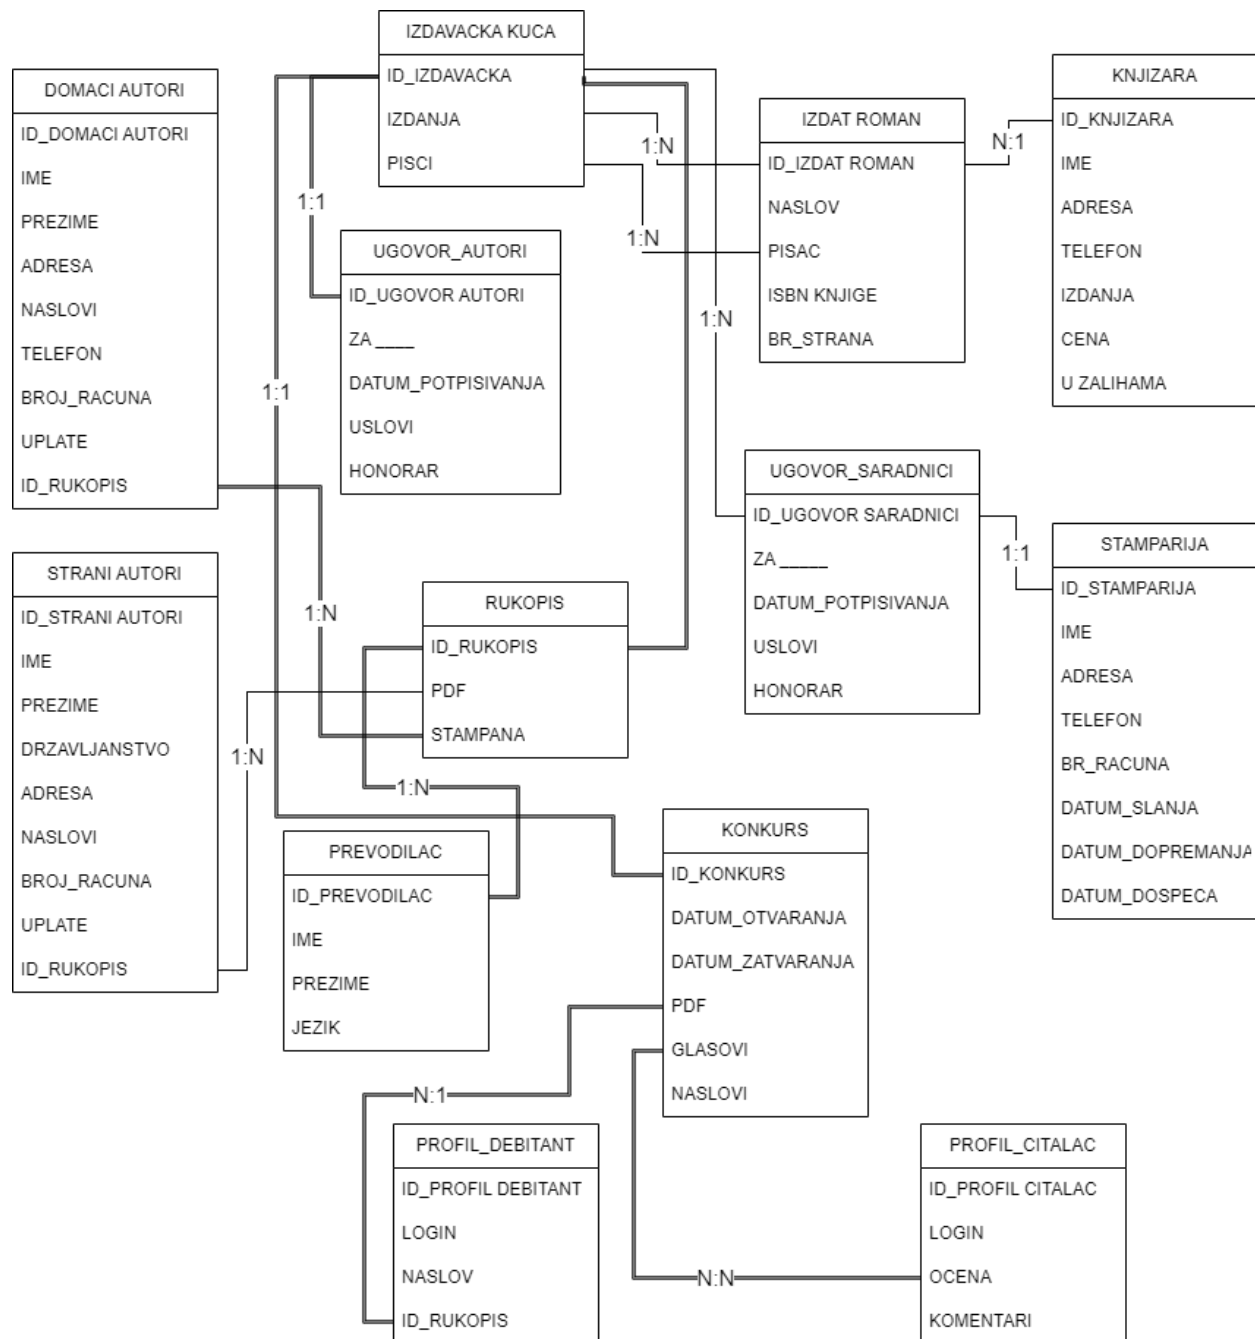 IZDAVACKA KUCA
ID_IZDAVACKA
IZDANJA
PISCI
DOMACI AUTORI
ID_DOMACI AUTORI
IME
PREZIME
ADRESA
NASLOVI
TELEFON
BROJ_RACUNA
UPLATE
ID_RUKOPIS
IZDAT ROMAN
ID_IZDAT ROMAN
NASLOV
PISAC
ISBN KNJIGE
BR_STRANA
KNJIZARA
ID_KNJIZARA
IME
ADRESA
TELEFON
IZDANJA
CENA
U ZALIHAMA
1:N
N:1
1:1
1:N
1:N
1:1
UGOVOR_AUTORI
ID_UGOVOR AUTORI
ZA ____
DATUM_POTPISIVANJA
USLOVI
HONORAR
UGOVOR_SARADNICI
ID_UGOVOR SARADNICI
ZA _____
DATUM_POTPISIVANJA
USLOVI
HONORAR
1:1
STAMPARIJA
ID_STAMPARIJA
IME
ADRESA
TELEFON
BR_RACUNA
DATUM_SLANJA
DATUM_DOPREMANJA
DATUM_DOSPECA
STRANI AUTORI
ID_STRANI AUTORI
IME
PREZIME
DRZAVLJANSTVO
ADRESA
NASLOVI
BROJ_RACUNA
UPLATE
ID_RUKOPIS
1:N
1:N
RUKOPIS
ID_RUKOPIS
PDF
STAMPANA
1:N
PREVODILAC
ID_PREVODILAC
IME
PREZIME
JEZIK
KONKURS
ID_KONKURS
DATUM_OTVARANJA
DATUM_ZATVARANJA
PDF
GLASOVI
NASLOVI
N:1
PROFIL_DEBITANT
ID_PROFIL DEBITANT
LOGIN
NASLOV
ID_RUKOPIS
N:N
PROFIL_CITALAC
ID_PROFIL CITALAC
LOGIN
OCENA
KOMENTARI